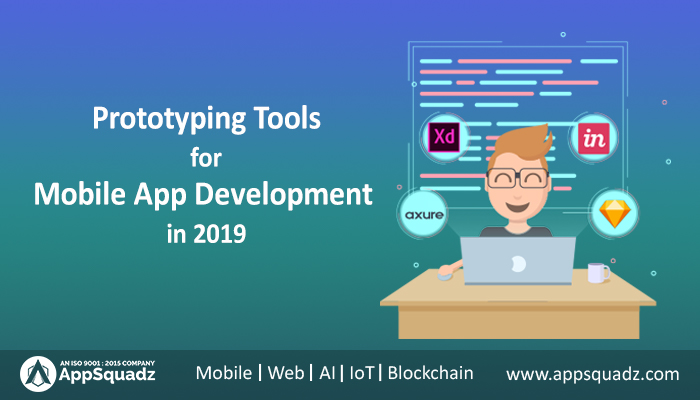 Prototyping Tools
for
Mobile App Development
in 2019
Xd
in
axure
AN ISO 9001 : 2015 COMPANY
AppSquadz
Mobile | Web | AI | IoT | Blockchain
www.appsquadz.com